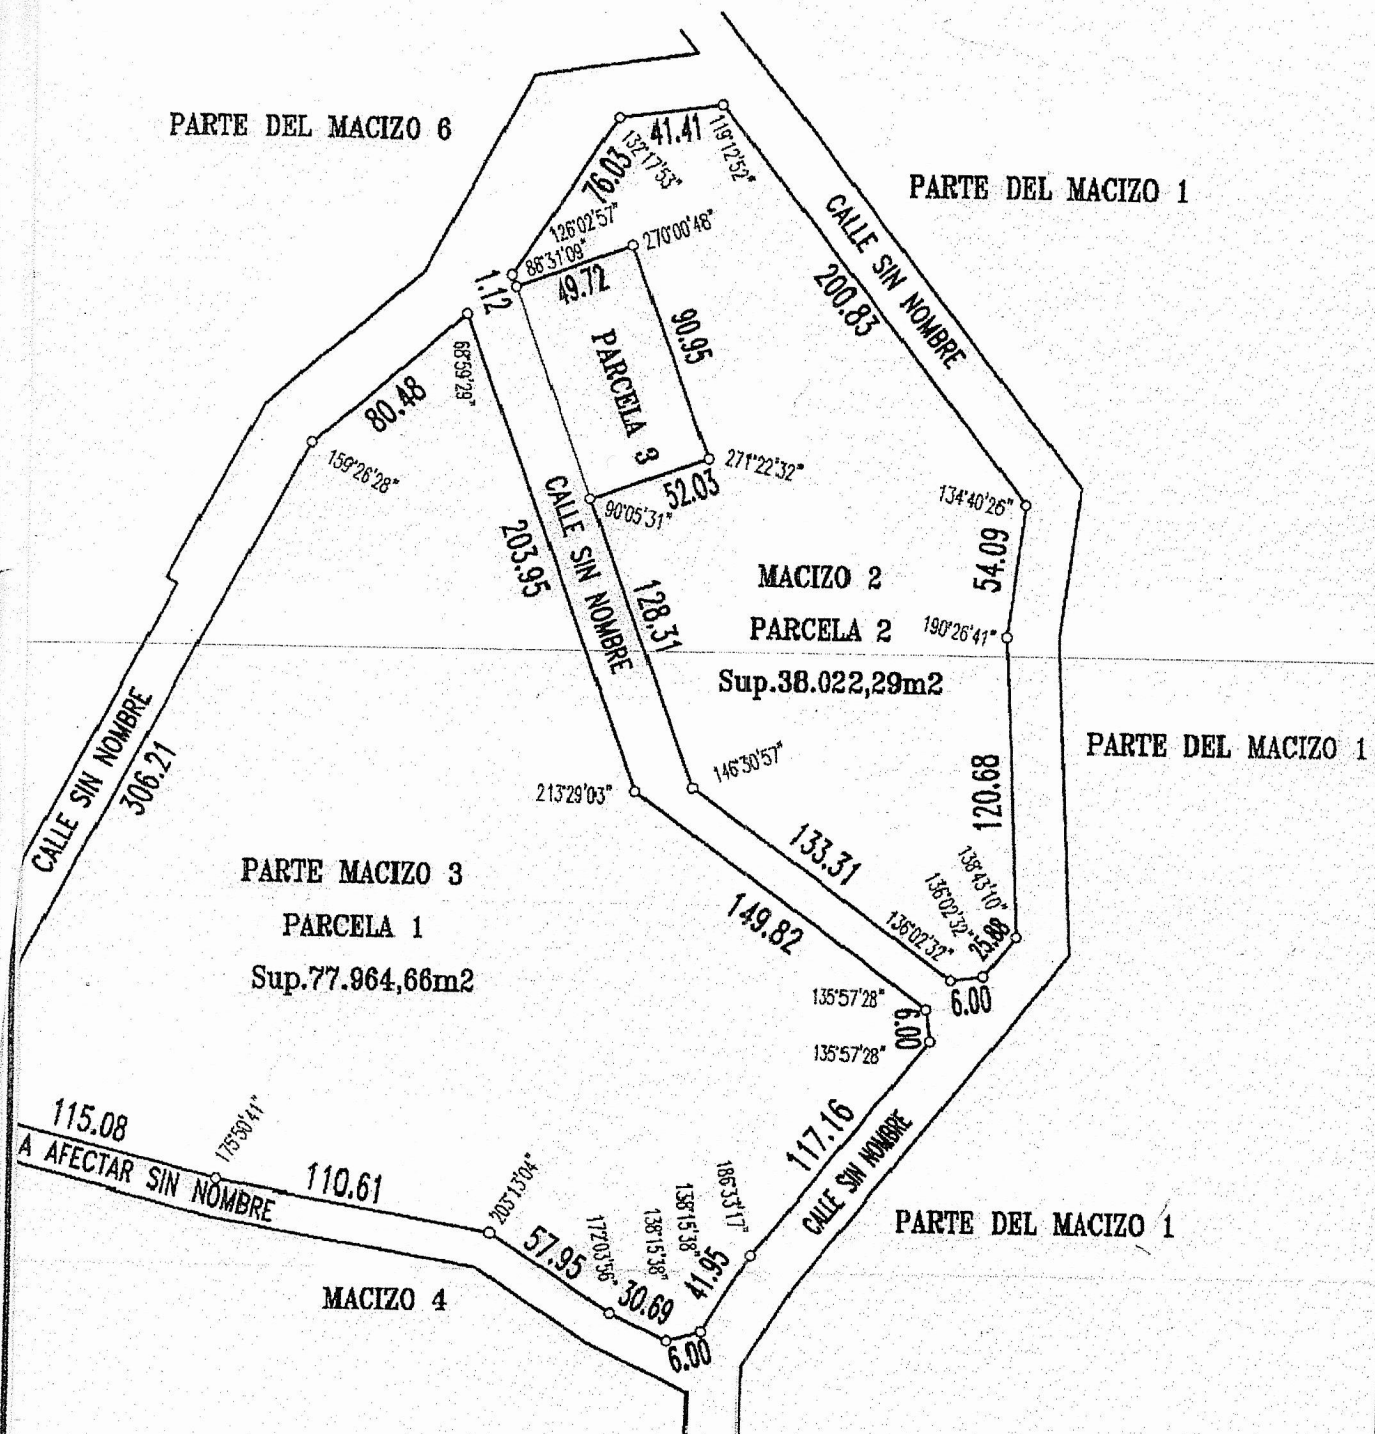 PARTE DEL MACIZO 6
41.41
119°12'52"
132°17'53"
76.03
PARTE DEL MACIZO 1
CALLE SIN NOMBRE
200.83
126°02'57"
270°00'48"
49.72
1.12
90.95
PARCELA 3
68°59'29"
80.48
159°26'28"
271°22'32"
52.03
90°05'31"
CALLE SIN NOMBRE
203.95
128.31
134°40'26"
54.09
190°26'41"
MACIZO 2
PARCELA 2
Sup.38.022,29m2
CALLE SIN NOMBRE
306.21
PARTE DEL MACIZO 1
120.68
146°30'57"
213°29'03"
133.31
149.82
138°43'10"
136°02'32"
136°02'32"
25.88
6.00
PARTE MACIZO 3
PARCELA 1
Sup.77.964,66m2
135°57'28"
6.00
135°57'28"
117.16
CALLE SIN NOMBRE
115.08
175°50'41"
A AFECTAR SIN NOMBRE
110.61
203°13'04"
57.95
172°03'56"
30.69
138°15'38"
138°15'38"
186°33'17"
41.95
6.00
PARTE DEL MACIZO 1
MACIZO 4